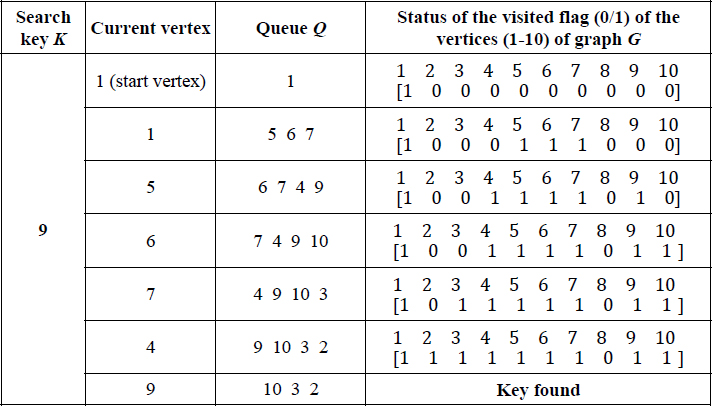 Search key K Current vertex Queue Q Status of the visited flag (0/1) of the vertices (1-10) of graph G
9
1 (start vertex) 1 1 2 3 4 5 6 7 8 9 10
[1 0 0 0 0 0 0 0 0 0]
1 5 6 7 1 2 3 4 5 6 7 8 9 10
[1 0 0 0 1 1 1 0 0 0]
5 6 7 4 9 1 2 3 4 5 6 7 8 9 10
[1 0 0 1 1 1 1 0 1 0]
6 7 4 9 10 1 2 3 4 5 6 7 8 9 10
[1 0 0 1 1 1 1 0 1 1 ]
7 4 9 10 3 1 2 3 4 5 6 7 8 9 10
[1 0 1 1 1 1 1 0 1 1 ]
4 9 10 3 2 1 2 3 4 5 6 7 8 9 10
[1 1 1 1 1 1 1 0 1 1 ]
9 10 3 2 Key found